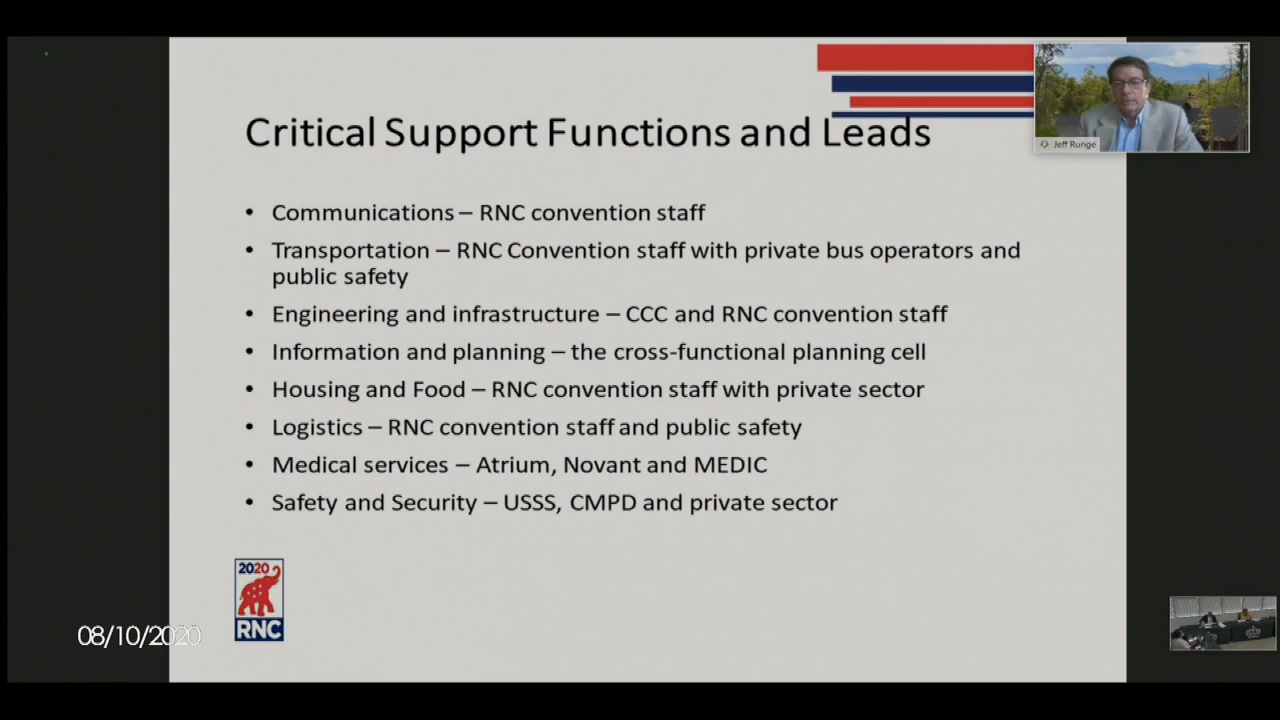 Critical Support Functions and Leads
Jeff Runge
• Communications – RNC convention staff
• Transportation – RNC Convention staff with private bus operators and
public safety
• Engineering and infrastructure – CCC and RNC convention staff
• Information and planning – the cross-functional planning cell
• Housing and Food – RNC convention staff with private sector
• Logistics – RNC convention staff and public safety
• Medical services – Atrium, Novant and MEDIC
• Safety and Security – USSS, CMPD and private sector
2020
RNC
08/10/2020